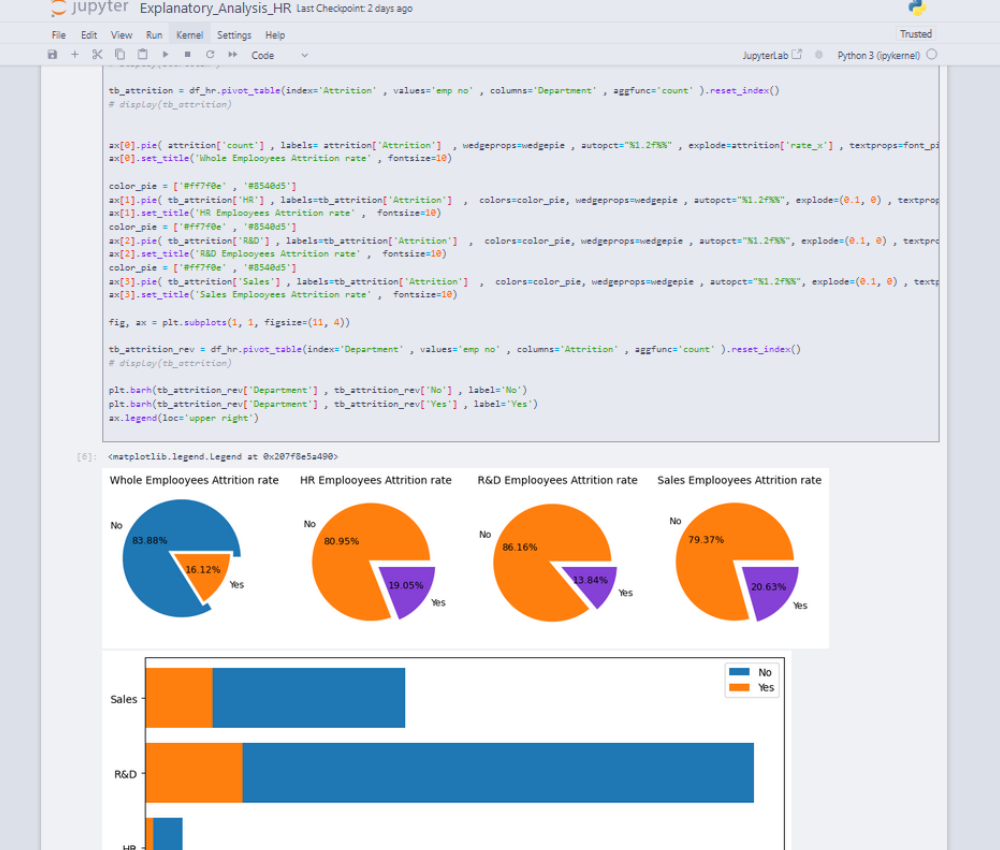 jupyter Explanatory_Analysis_HR Last Checkpoint: 2 days ago
File Edit View Run Kernel Settings Help Trusted
Code JupyterLab Python 3 (ipykernel)
tb_attrition = df_hr.pivot_table(index='Attrition' , values='emp no' , columns='Department' , aggfunc='count' ).reset_index()
# display(tb_attrition)
ax[0].pie( attrition['count'] , labels= attrition['Attrition'] , wedgeprops=wedgepie , autopct="%1.2f%%" , explode=attrition['rate_x'] , textprops=font_pi
ax[0].set_title('Whole Emplooyees Attrition rate' , fontsize=10)
color_pie = ['#ff7f0e' , '#8540d5']
ax[1].pie( tb_attrition['HR'] , labels=tb_attrition['Attrition'] , colors=color_pie, wedgeprops=wedgepie , autopct="%1.2f%%", explode=(0.1, 0) , textprop
ax[1].set_title('HR Emplooyees Attrition rate' , fontsize=10)
color_pie = ['#ff7f0e' , '#8540d5']
ax[2].pie( tb_attrition['R&D'] , labels=tb_attrition['Attrition'] , colors=color_pie, wedgeprops=wedgepie , autopct="%1.2f%%", explode=(0.1, 0) , textpro
ax[2].set_title('R&D Emplooyees Attrition rate' , fontsize=10)
color_pie = ['#ff7f0e' , '#8540d5']
ax[3].pie( tb_attrition['Sales'] , labels=tb_attrition['Attrition'] , colors=color_pie, wedgeprops=wedgepie , autopct="%1.2f%%", explode=(0.1, 0) , textp
ax[3].set_title('Sales Emplooyees Attrition rate' , fontsize=10)
fig, ax = plt.subplots(1, 1, figsize=(11, 4))
tb_attrition_rev = df_hr.pivot_table(index='Department' , values='emp no' , columns='Attrition' , aggfunc='count' ).reset_index()
# display(tb_attrition)
plt.barh(tb_attrition_rev['Department'] , tb_attrition_rev['No'] , label='No')
plt.barh(tb_attrition_rev['Department'] , tb_attrition_rev['Yes'] , label='Yes')
ax.legend(loc='upper right')
[6]: <matplotlib.legend.Legend at 0x207f8e5a490>
Whole Emplooyees Attrition rate HR Emplooyees Attrition rate R&D Emplooyees Attrition rate Sales Emplooyees Attrition rate
No 83.88% 16.12% Yes
No 80.95% 19.05% Yes
No 86.16% 13.84% Yes
No 79.37% 20.63% Yes
No
Yes
Sales
R&D
HR